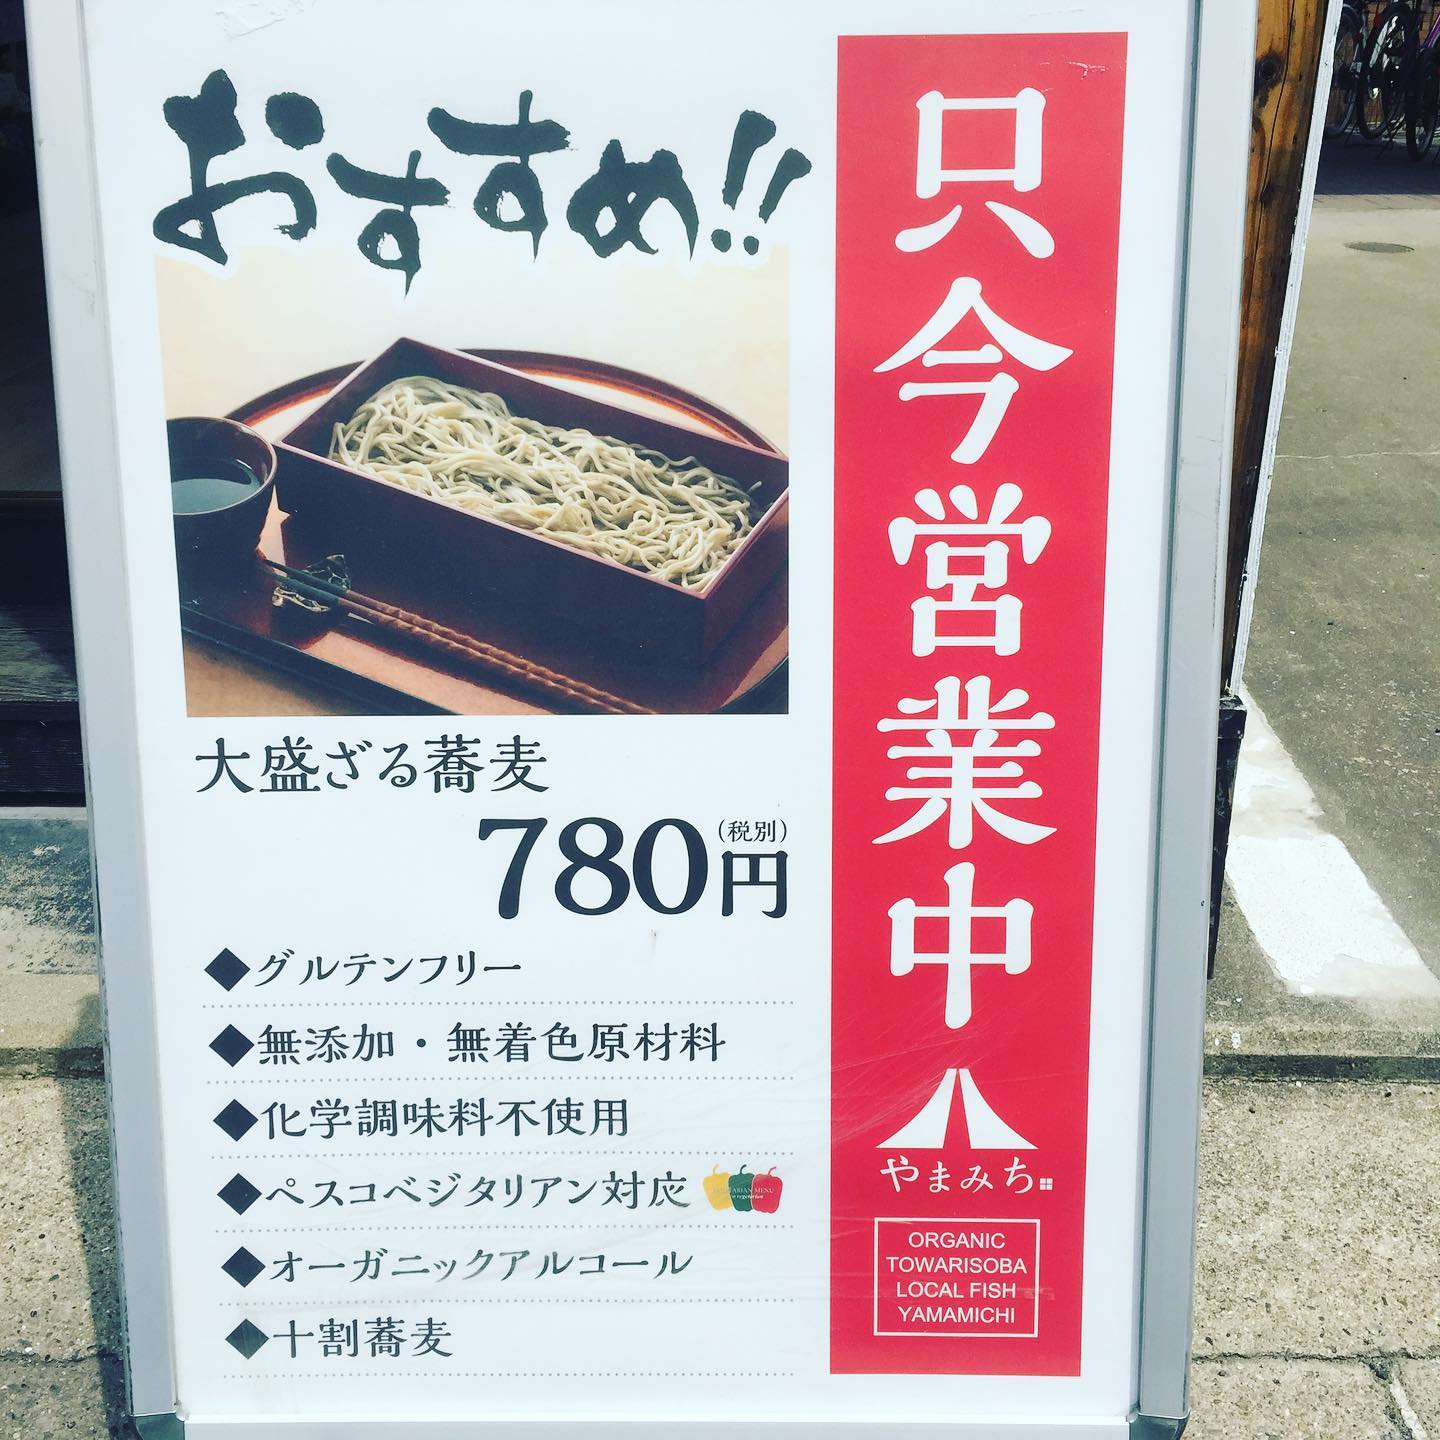 おすすめ!!
大盛ざる蕎麦
780円(税別)
◆グルテンフリー
◆無添加・無着色原材料
◆化学調味料不使用
◆ペスコベジタリアン対応
◆オーガニックアルコール
◆十割蕎麦
只今営業中
やまみち
ORGANIC
TOWARISOBA
LOCAL FISH
YAMAMICHI